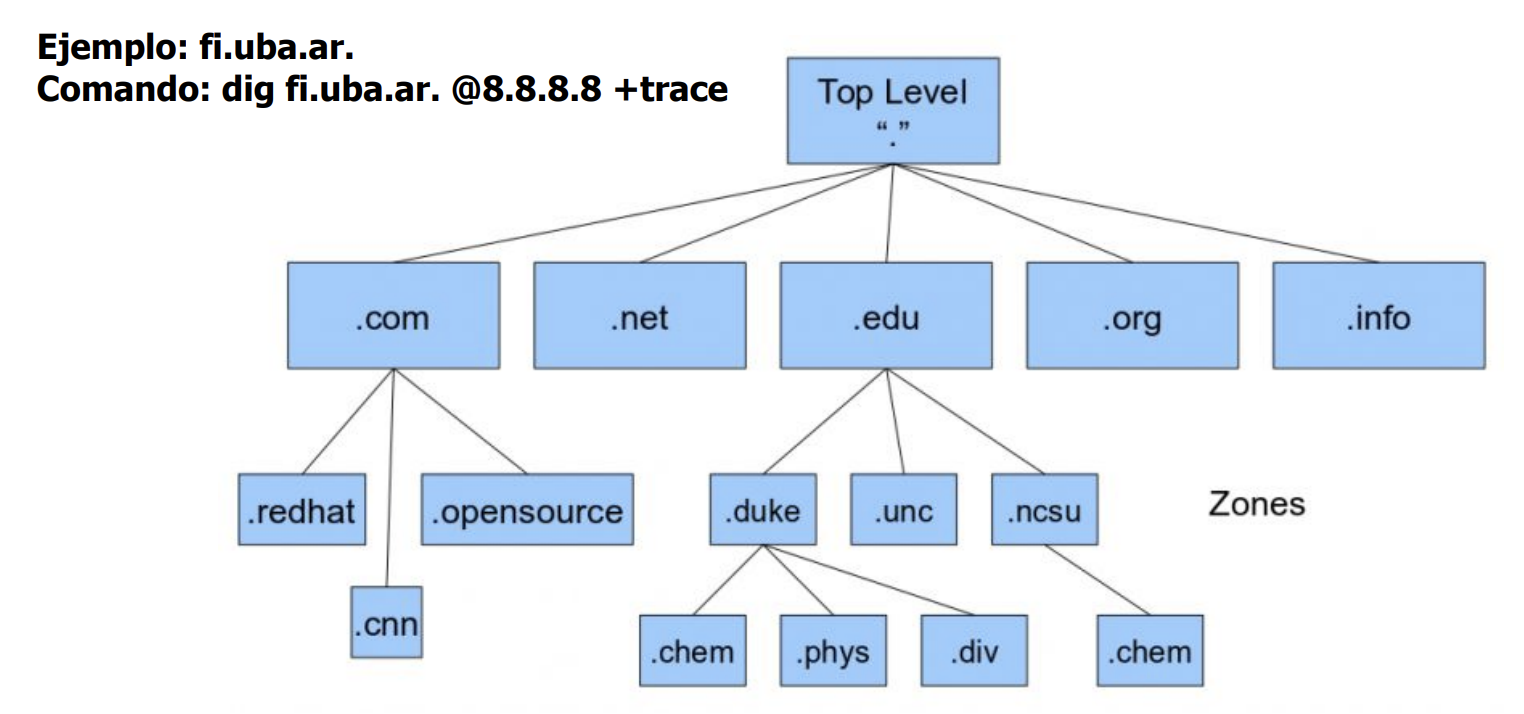 Ejemplo: fi.uba.ar.
Comando: dig fi.uba.ar. @8.8.8.8 +trace
Top Level
“.”
.com
.net
.edu
.org
.info
.redhat
.opensource
.duke
.unc
.ncsu
Zones
.cnn
.chem
.phys
.div
.chem